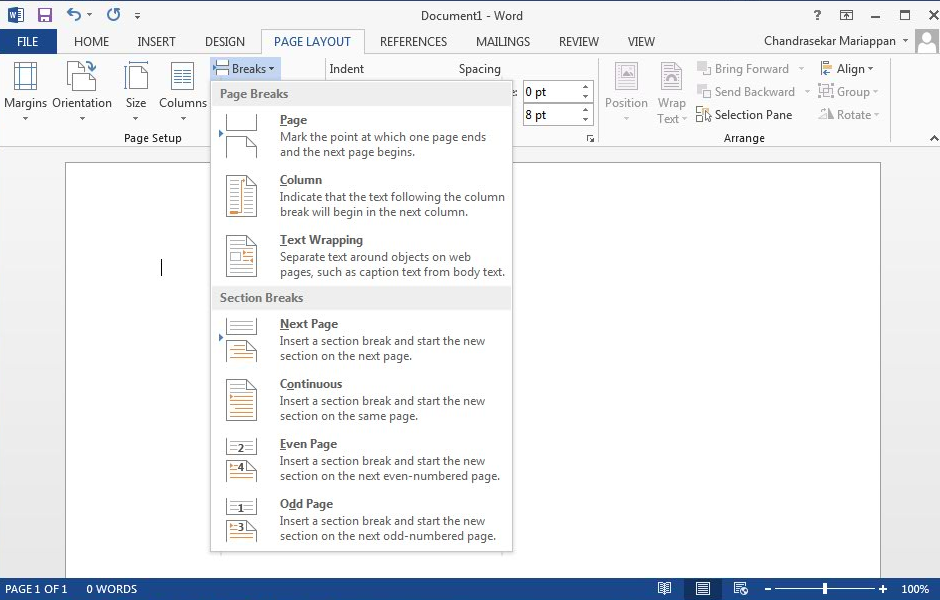 Document1 - Word
FILE
HOME
INSERT
DESIGN
PAGE LAYOUT
REFERENCES
MAILINGS
REVIEW
VIEW
Chandrasekar Mariappan
Margins
Orientation
Size
Columns
Breaks
Page Setup
Indent
Spacing
0 pt
8 pt
Position
Wrap
Text
Bring Forward
Send Backward
Selection Pane
Align
Group
Rotate
Arrange
Page Breaks
Page
Mark the point at which one page ends
and the next page begins.
Column
Indicate that the text following the column
break will begin in the next column.
Text Wrapping
Separate text around objects on web
pages, such as caption text from body text.
Section Breaks
Next Page
Insert a section break and start the new
section on the next page.
Continuous
Insert a section break and start the new
section on the same page.
2
4
Even Page
Insert a section break and start the new
section on the next even-numbered page.
1
3
Odd Page
Insert a section break and start the new
section on the next odd-numbered page.
PAGE 1 OF 1
0 WORDS
100%